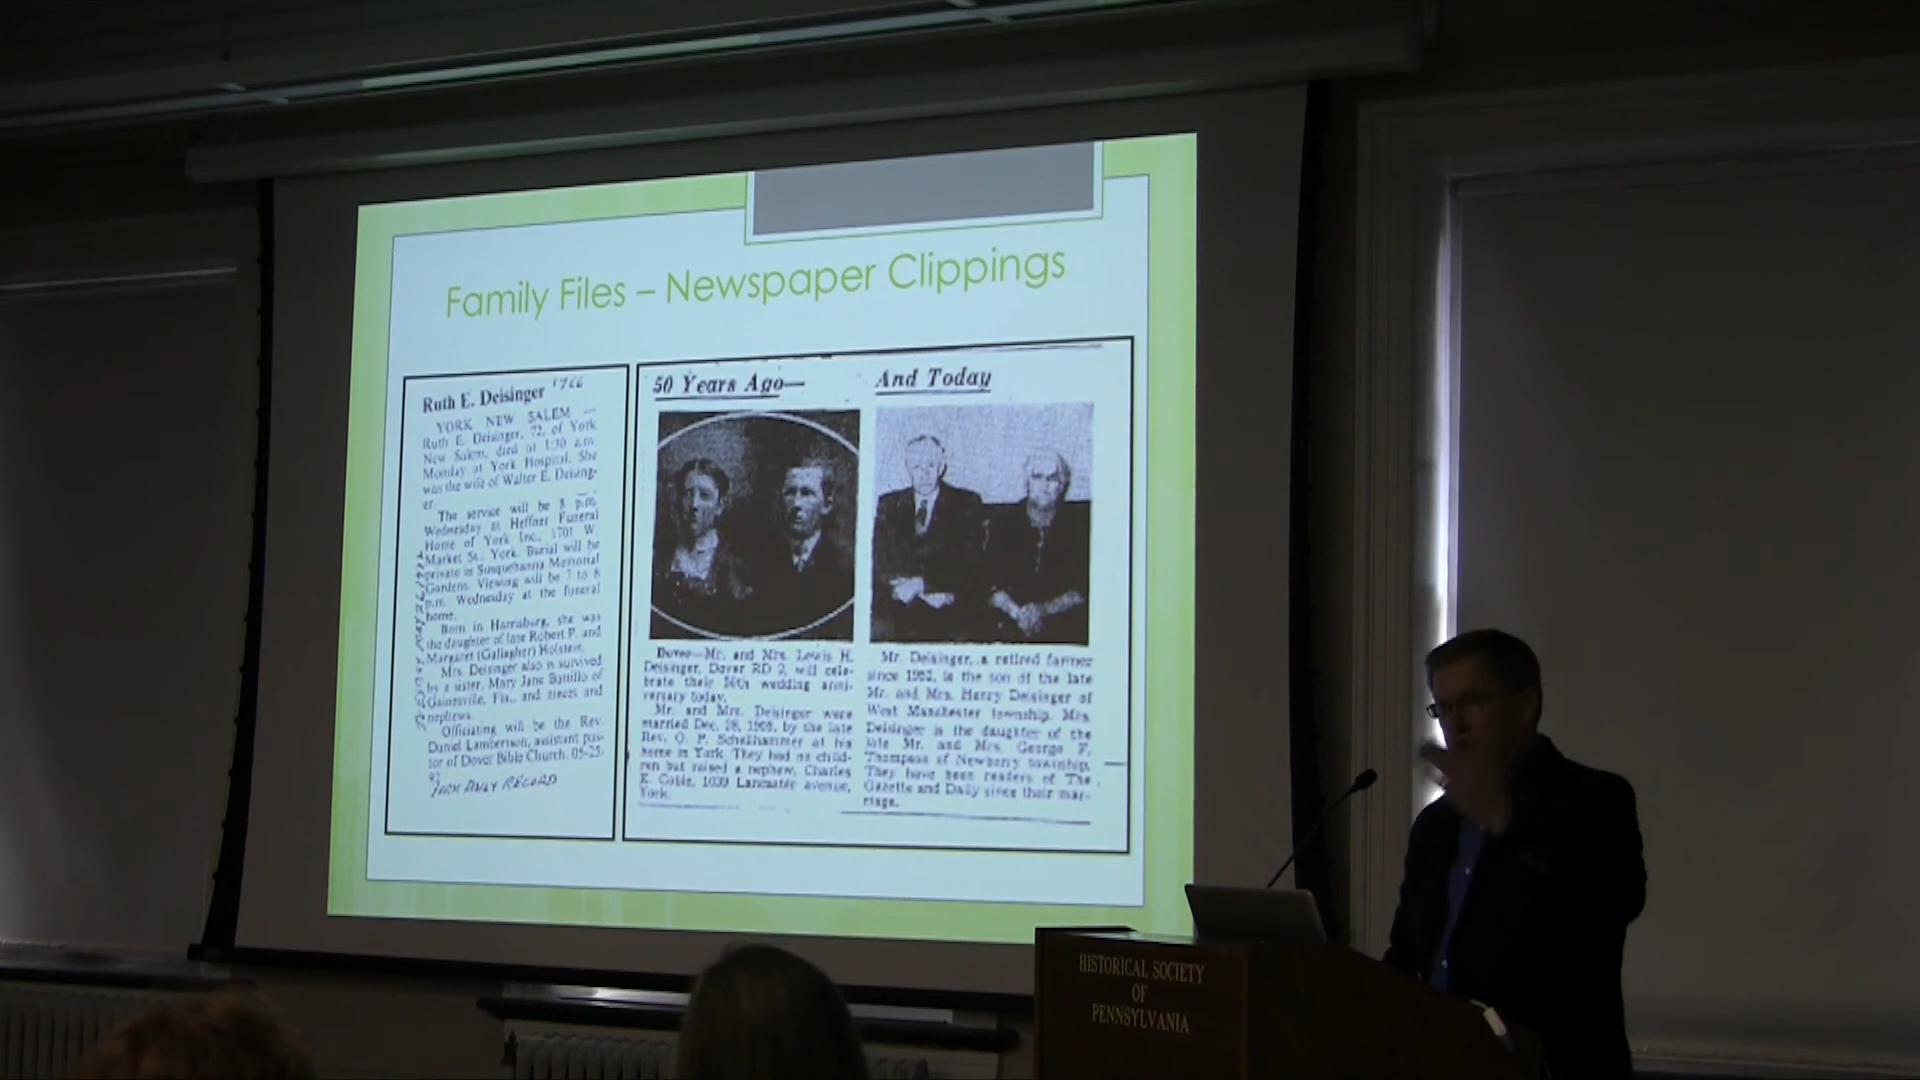 Family Files – Newspaper Clippings
Ruth E. Deisinger
YORK NEW SALEM —
Ruth E. Deisinger, 72, of York
New Salem, died at 1:30 a.m.
Monday at York Hospital. She
was the wife of Walter E. Deising-
er.
The service will be 8 p.m.
Wednesday at Heffner Funeral
Home of York Inc., 1701 W.
Market St., York. Burial will be
private in Susquehanna Memorial
Gardens. Viewing will be 7 to 8
p.m. Wednesday at the funeral
home.
Born in Harrisburg, she was
the daughter of late Robert P. and
Margaret (Gallagher) Holstein.
Mrs. Deisinger also is survived
by a sister, Mary Jane Battillo of
Gainesville, Fla., and nieces and
nephews.
Officiating will be the Rev.
Daniel Lamberson, assistant pas-
tor of Dover Bible Church. 05-25-
YORK DAILY RECORD
50 Years Ago—
Dover—Mr. and Mrs. Lewis H.
Deisinger, Dover RD 2, will cele-
brate their 50th wedding anni-
versary today.
Mr. and Mrs. Deisinger were
married Dec. 28, by the late
Rev. O. P. Schellhammer at his
home in York. They had no child-
ren but raised a nephew, Charles
E. Coble, 1039 Lancaster avenue,
York.
And Today
Mr. Deisinger, a retired farmer
since is the son of the late
Mr. and Mrs. Harry Deisinger of
West Manchester township. Mrs.
Deisinger is the daughter of the
late Mr. and Mrs. George F.
Thompson of Newberry township.
They have been readers of The
Gazette and Daily since their mar-
riage.
HISTORICAL SOCIETY
OF
PENNSYLVANIA